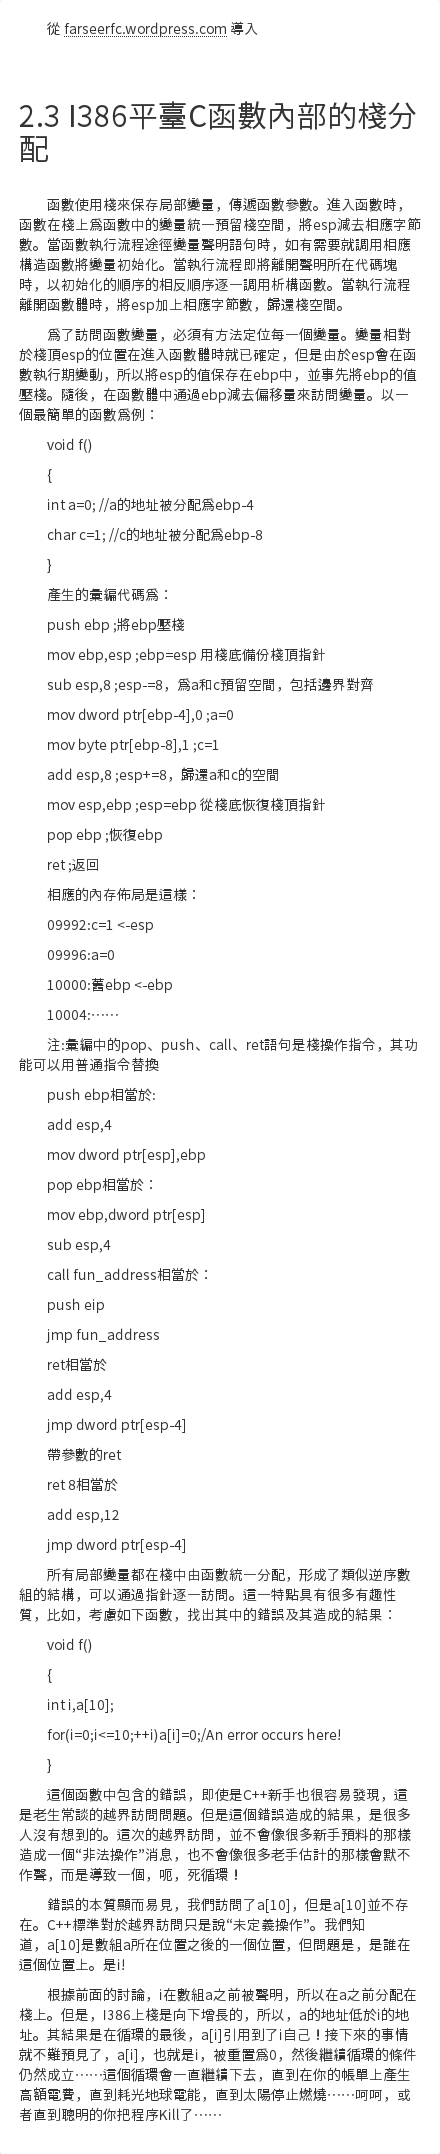 從 farseerfc.wordpress.com 導入
2.3 I386平臺C函數內部的棧分
配
函數使用棧來保存局部變量，傳遞函數參數。進入函數時，
函數在棧上爲函數中的變量統一預留棧空間，將esp減去相應字節
數。當函數執行流程途徑變量聲明語句時，如有需要就調用相應
構造函數將變量初始化。當執行流程即將離開聲明所在代碼塊
時，以初始化的順序的相反順序逐一調用析構函數。當執行流程
離開函數體時，將esp加上相應字節數，歸還棧空間。
爲了訪問函數變量，必須有方法定位每一個變量。變量相對
於棧頂esp的位置在進入函數體時就已確定，但是由於esp會在函
數執行期變動，所以將esp的值保存在ebp中，並事先將ebp的值
壓棧。隨後，在函數體中通過ebp減去偏移量來訪問變量。以一
個最簡單的函數爲例：
void f()
{
int a=0; //a的地址被分配爲ebp-4
char c=1; //c的地址被分配爲ebp-8
}
產生的彙編代碼爲：
push ebp ;將ebp壓棧
mov ebp,esp ;ebp=esp 用棧底備份棧頂指針
sub esp,8 ;esp-=8，爲a和c預留空間，包括邊界對齊
mov dword ptr[ebp-4],0 ;a=0
mov byte ptr[ebp-8],1 ;c=1
add esp,8 ;esp+=8，歸還a和c的空間
mov esp,ebp ;esp=ebp 從棧底恢復棧頂指針
pop ebp ;恢復ebp
ret ;返回
相應的內存佈局是這樣：
09992:c=1 <-esp
09996:a=0
10000:舊ebp <-ebp
10004:……
注:彙編中的pop、push、call、ret語句是棧操作指令，其功
能可以用普通指令替換
push ebp相當於:
add esp,4
mov dword ptr[esp],ebp
pop ebp相當於：
mov ebp,dword ptr[esp]
sub esp,4
call fun_address相當於：
push eip
jmp fun_address
ret相當於
add esp,4
jmp dword ptr[esp-4]
帶參數的ret
ret 8相當於
add esp,12
jmp dword ptr[esp-4]
所有局部變量都在棧中由函數統一分配，形成了類似逆序數
組的結構，可以通過指針逐一訪問。這一特點具有很多有趣性
質，比如，考慮如下函數，找出其中的錯誤及其造成的結果：
void f()
{
int i,a[10];
for(i=0;i<=10;++i)a[i]=0;/An error occurs here!
}
這個函數中包含的錯誤，即使是C++新手也很容易發現，這
是老生常談的越界訪問問題。但是這個錯誤造成的結果，是很多
人沒有想到的。這次的越界訪問，並不會像很多新手預料的那樣
造成一個“非法操作”消息，也不會像很多老手估計的那樣會默不
作聲，而是導致一個，呃，死循環！
錯誤的本質顯而易見，我們訪問了a[10]，但是a[10]並不存
在。C++標準對於越界訪問只是說“未定義操作”。我們知
道，a[10]是數組a所在位置之後的一個位置，但問題是，是誰在
這個位置上。是i!
根據前面的討論，i在數組a之前被聲明，所以在a之前分配在
棧上。但是，I386上棧是向下增長的，所以，a的地址低於i的地
址。其結果是在循環的最後，a[i]引用到了i自己！接下來的事情
就不難預見了，a[i]，也就是i，被重置爲0，然後繼續循環的條件
仍然成立……這個循環會一直繼續下去，直到在你的帳單上產生
高額電費，直到耗光地球電能，直到太陽停止燃燒……呵呵，或
者直到聰明的你把程序Kill了……